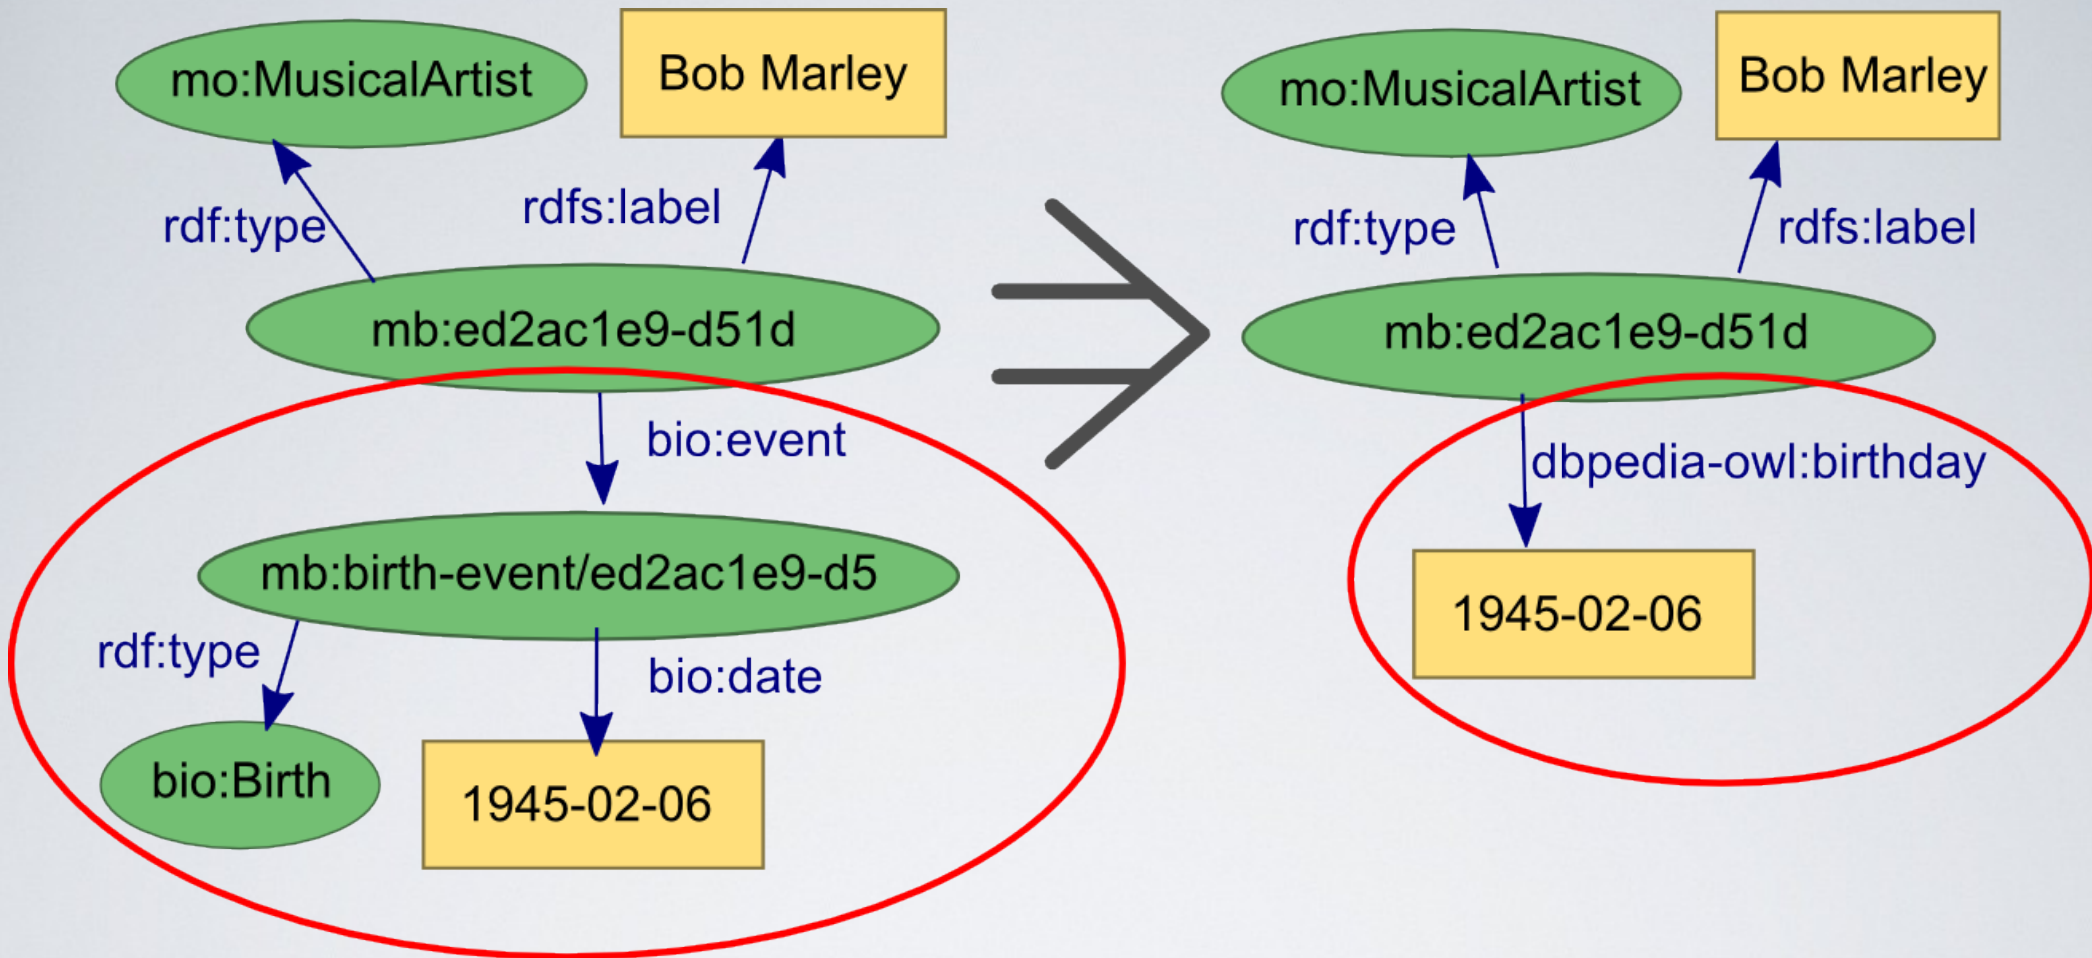 mo:MusicalArtist
Bob Marley
rdf:type
rdfs:label
mb:ed2ac1e9-d51d
bio:event
mb:birth-event/ed2ac1e9-d5
rdf:type
bio:date
bio:Birth
1945-02-06
mo:MusicalArtist
Bob Marley
rdf:type
rdfs:label
mb:ed2ac1e9-d51d
dbpedia-owl:birthday
1945-02-06